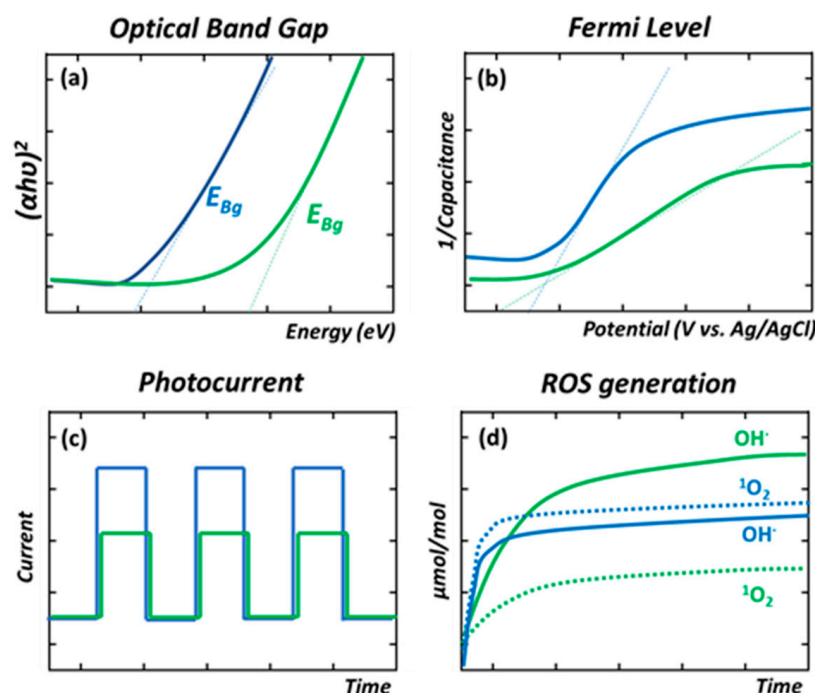 Optical Band Gap
Fermi Level
(a)
(αhυ)²
E_Bg
E_Bg
Energy (eV)
(b)
1/Capacitance
Potential (V vs. Ag/AgCl)
Photocurrent
ROS generation
(c)
Current
Time
(d)
OH·
¹O₂
OH·
¹O₂
μmol/mol
Time